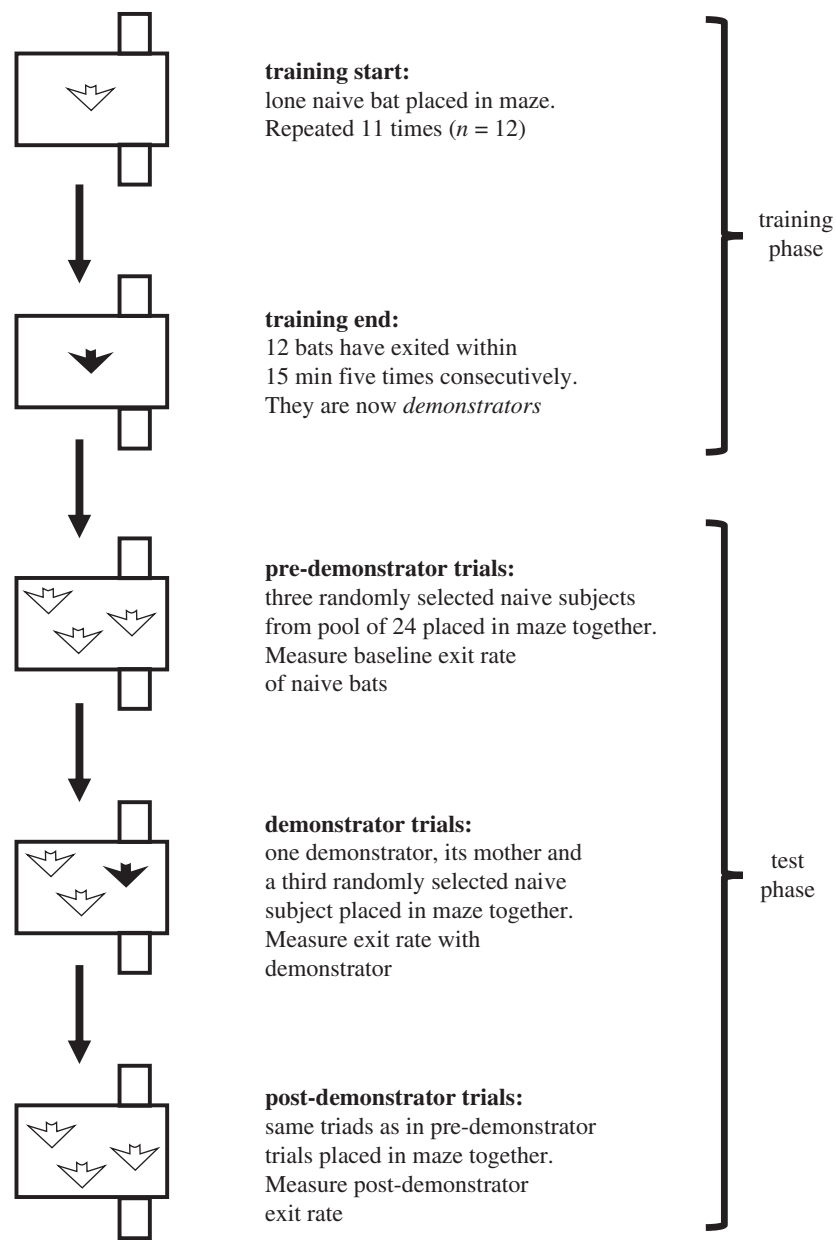 training start:
lone naive bat placed in maze.
Repeated 11 times (n = 12)
training
phase
training end:
12 bats have exited within
15 min five times consecutively.
They are now demonstrators
pre-demonstrator trials:
three randomly selected naive subjects
from pool of 24 placed in maze together.
Measure baseline exit rate
of naive bats
demonstrator trials:
one demonstrator, its mother and
a third randomly selected naive
subject placed in maze together.
Measure exit rate with
demonstrator
test
phase
post-demonstrator trials:
same triads as in pre-demonstrator
trials placed in maze together.
Measure post-demonstrator
exit rate